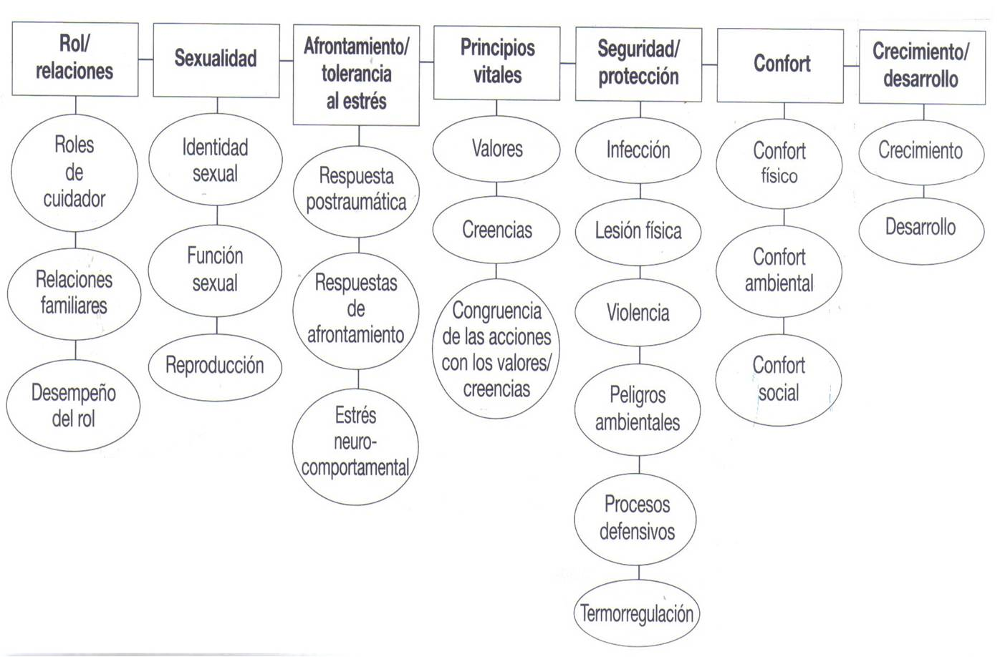 Rol/
relaciones
Roles
de
cuidador
Relaciones
familiares
Desempeño
del rol
Sexualidad
Identidad
sexual
Función
sexual
Reproducción
Afrontamiento/
tolerancia
al estrés
Respuesta
postraumática
Respuestas
de
afrontamiento
Estrés
neuro-
comportamental
Principios
vitales
Valores
Creencias
Congruencia
de las acciones
con los valores/
creencias
Seguridad/
protección
Infección
Lesión física
Violencia
Peligros
ambientales
Procesos
defensivos
Termorregulación
Confort
Confort
físico
Confort
ambiental
Confort
social
Crecimiento/
desarrollo
Crecimiento
Desarrollo